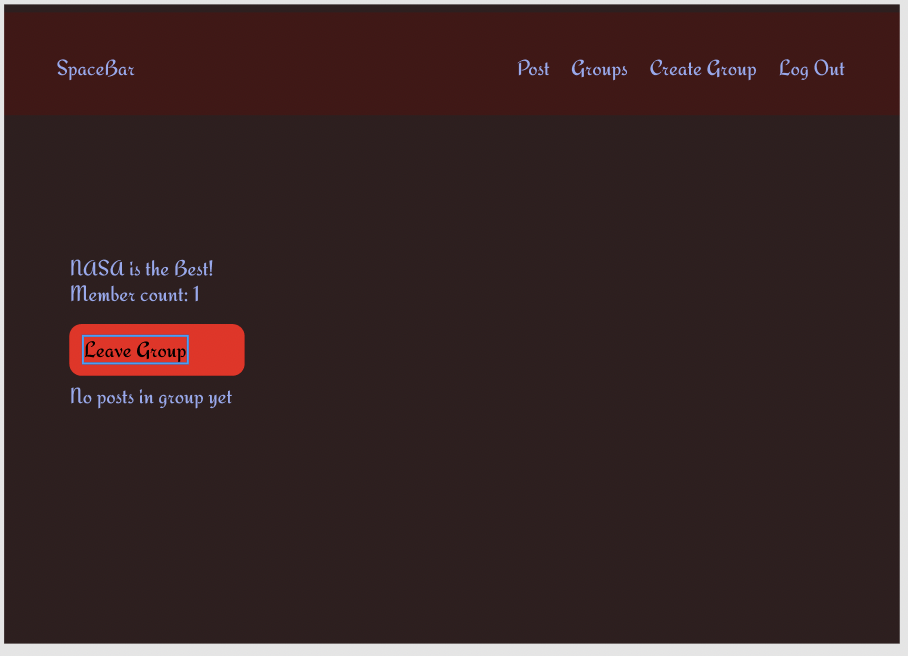 SpaceBar
Post Groups Create Group Log Out
NASA is the Best!
Member count: 1
Leave Group
No posts in group yet